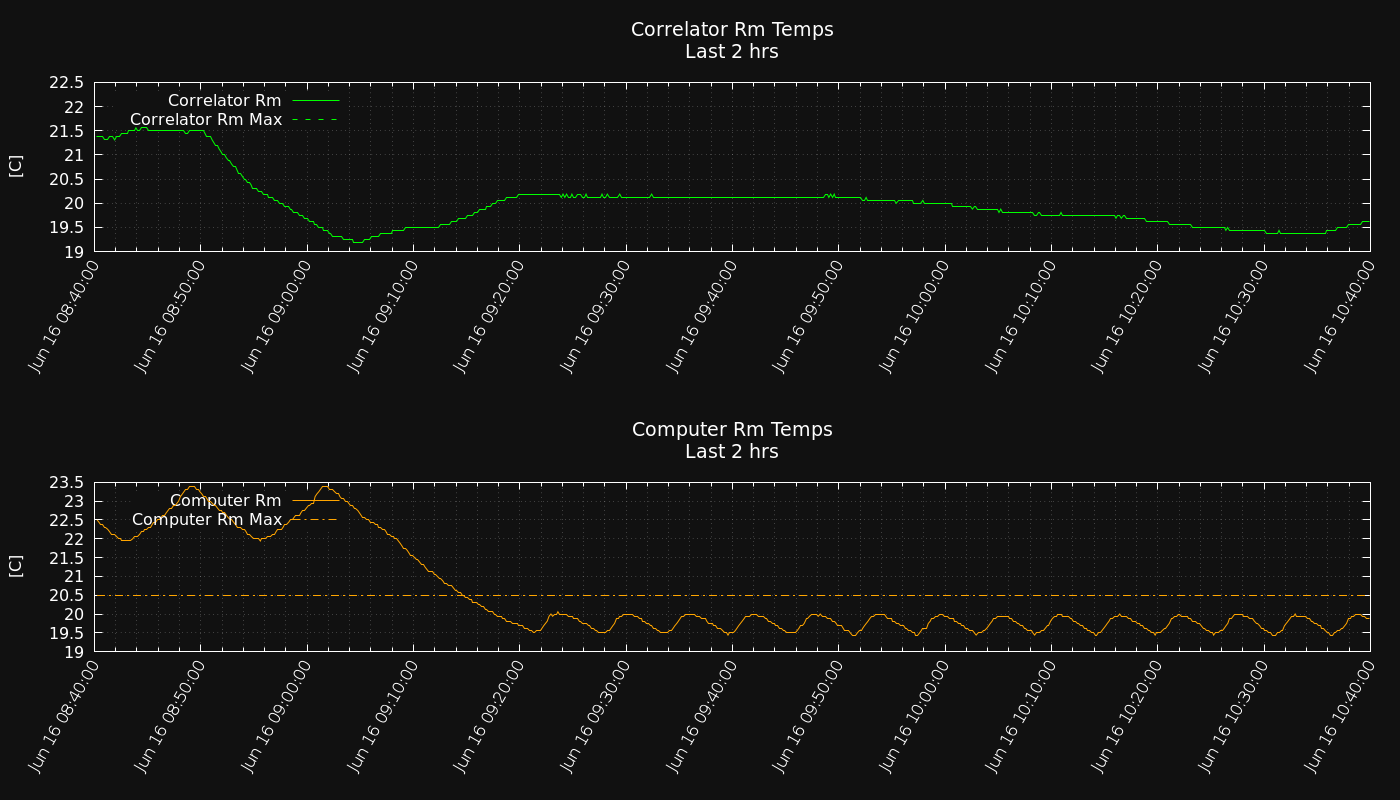 Correlator Rm Temps
Last 2 hrs
22.5
22
21.5
21
20.5
20
19.5
19
[C]
Correlator Rm
Correlator Rm Max
Jun 16 08:40:00
Jun 16 08:50:00
Jun 16 09:00:00
Jun 16 09:10:00
Jun 16 09:20:00
Jun 16 09:30:00
Jun 16 09:40:00
Jun 16 09:50:00
Jun 16 10:00:00
Jun 16 10:10:00
Jun 16 10:20:00
Jun 16 10:30:00
Jun 16 10:40:00
Computer Rm Temps
Last 2 hrs
23.5
23
22.5
22
21.5
21
20.5
20
19.5
19
[C]
Computer Rm
Computer Rm Max
Jun 16 08:40:00
Jun 16 08:50:00
Jun 16 09:00:00
Jun 16 09:10:00
Jun 16 09:20:00
Jun 16 09:30:00
Jun 16 09:40:00
Jun 16 09:50:00
Jun 16 10:00:00
Jun 16 10:10:00
Jun 16 10:20:00
Jun 16 10:30:00
Jun 16 10:40:00